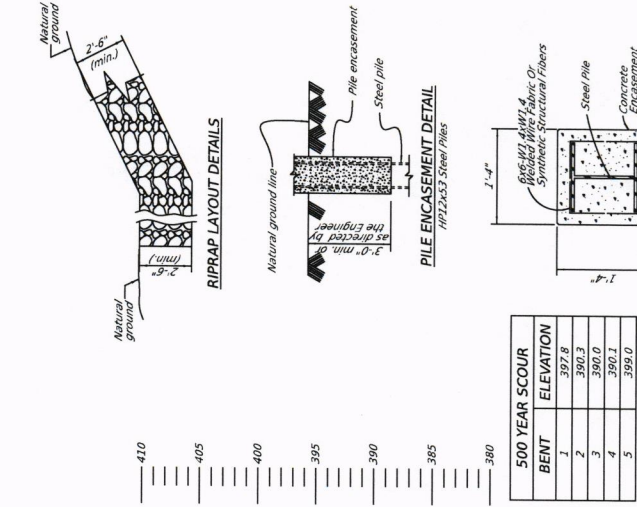 Natural
ground
2'-6"
(min.)
Natural
ground
2'-6"
(min.)
RIPRAP LAYOUT DETAILS
Natural ground line
Pile encasement
Steel pile
3'-0" min. or
as directed by
the Engineer
PILE ENCASEMENT DETAIL
HP12x53 Steel Piles
1'-4"
6x6-W1.4xW1.4
Welded Wire Fabric Or
Synthetic Structural Fibers
Steel Pile
Concrete
Encasement
1'-4"
410
405
400
395
390
385
380
500 YEAR SCOUR
BENT ELEVATION
1 397.8
2 390.3
3 390.0
4 390.1
5 399.0